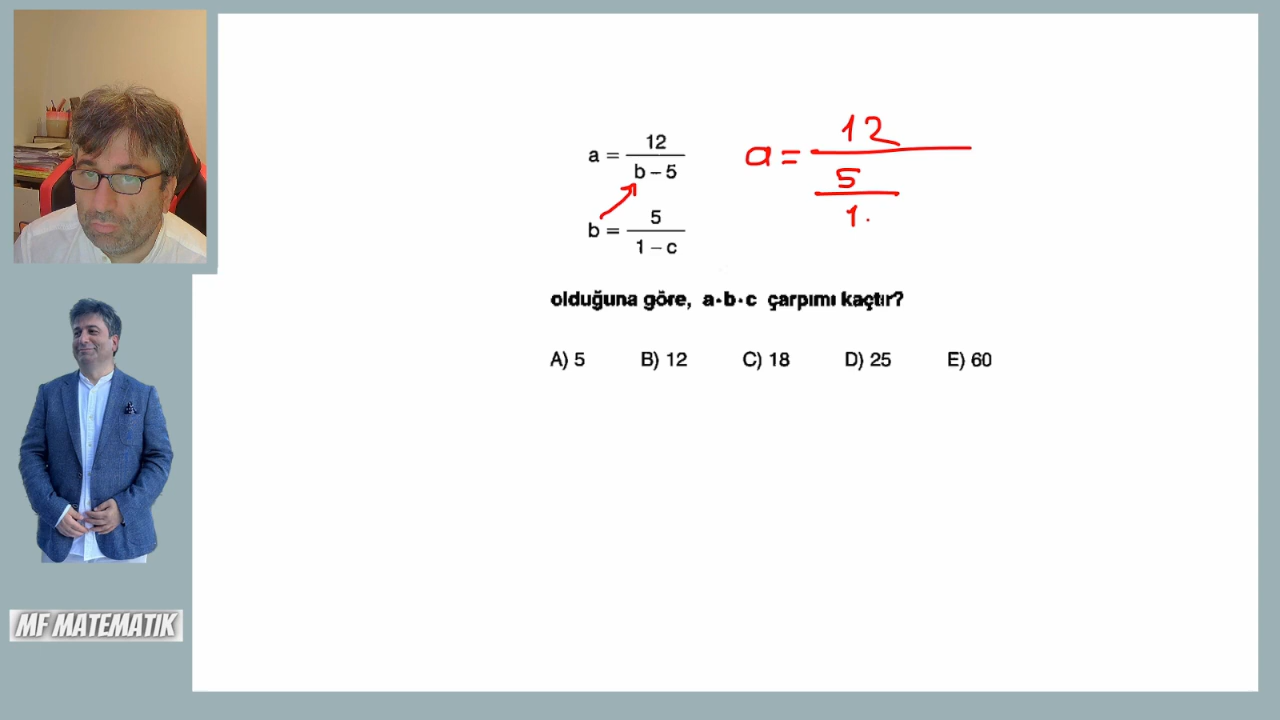 a = 12 / (b – 5)
b = 5 / (1 – c)
a = 12
5
1
olduğuna göre, a·b·c çarpımı kaçtır?
A) 5 B) 12 C) 18 D) 25 E) 60
MF MATEMATIK